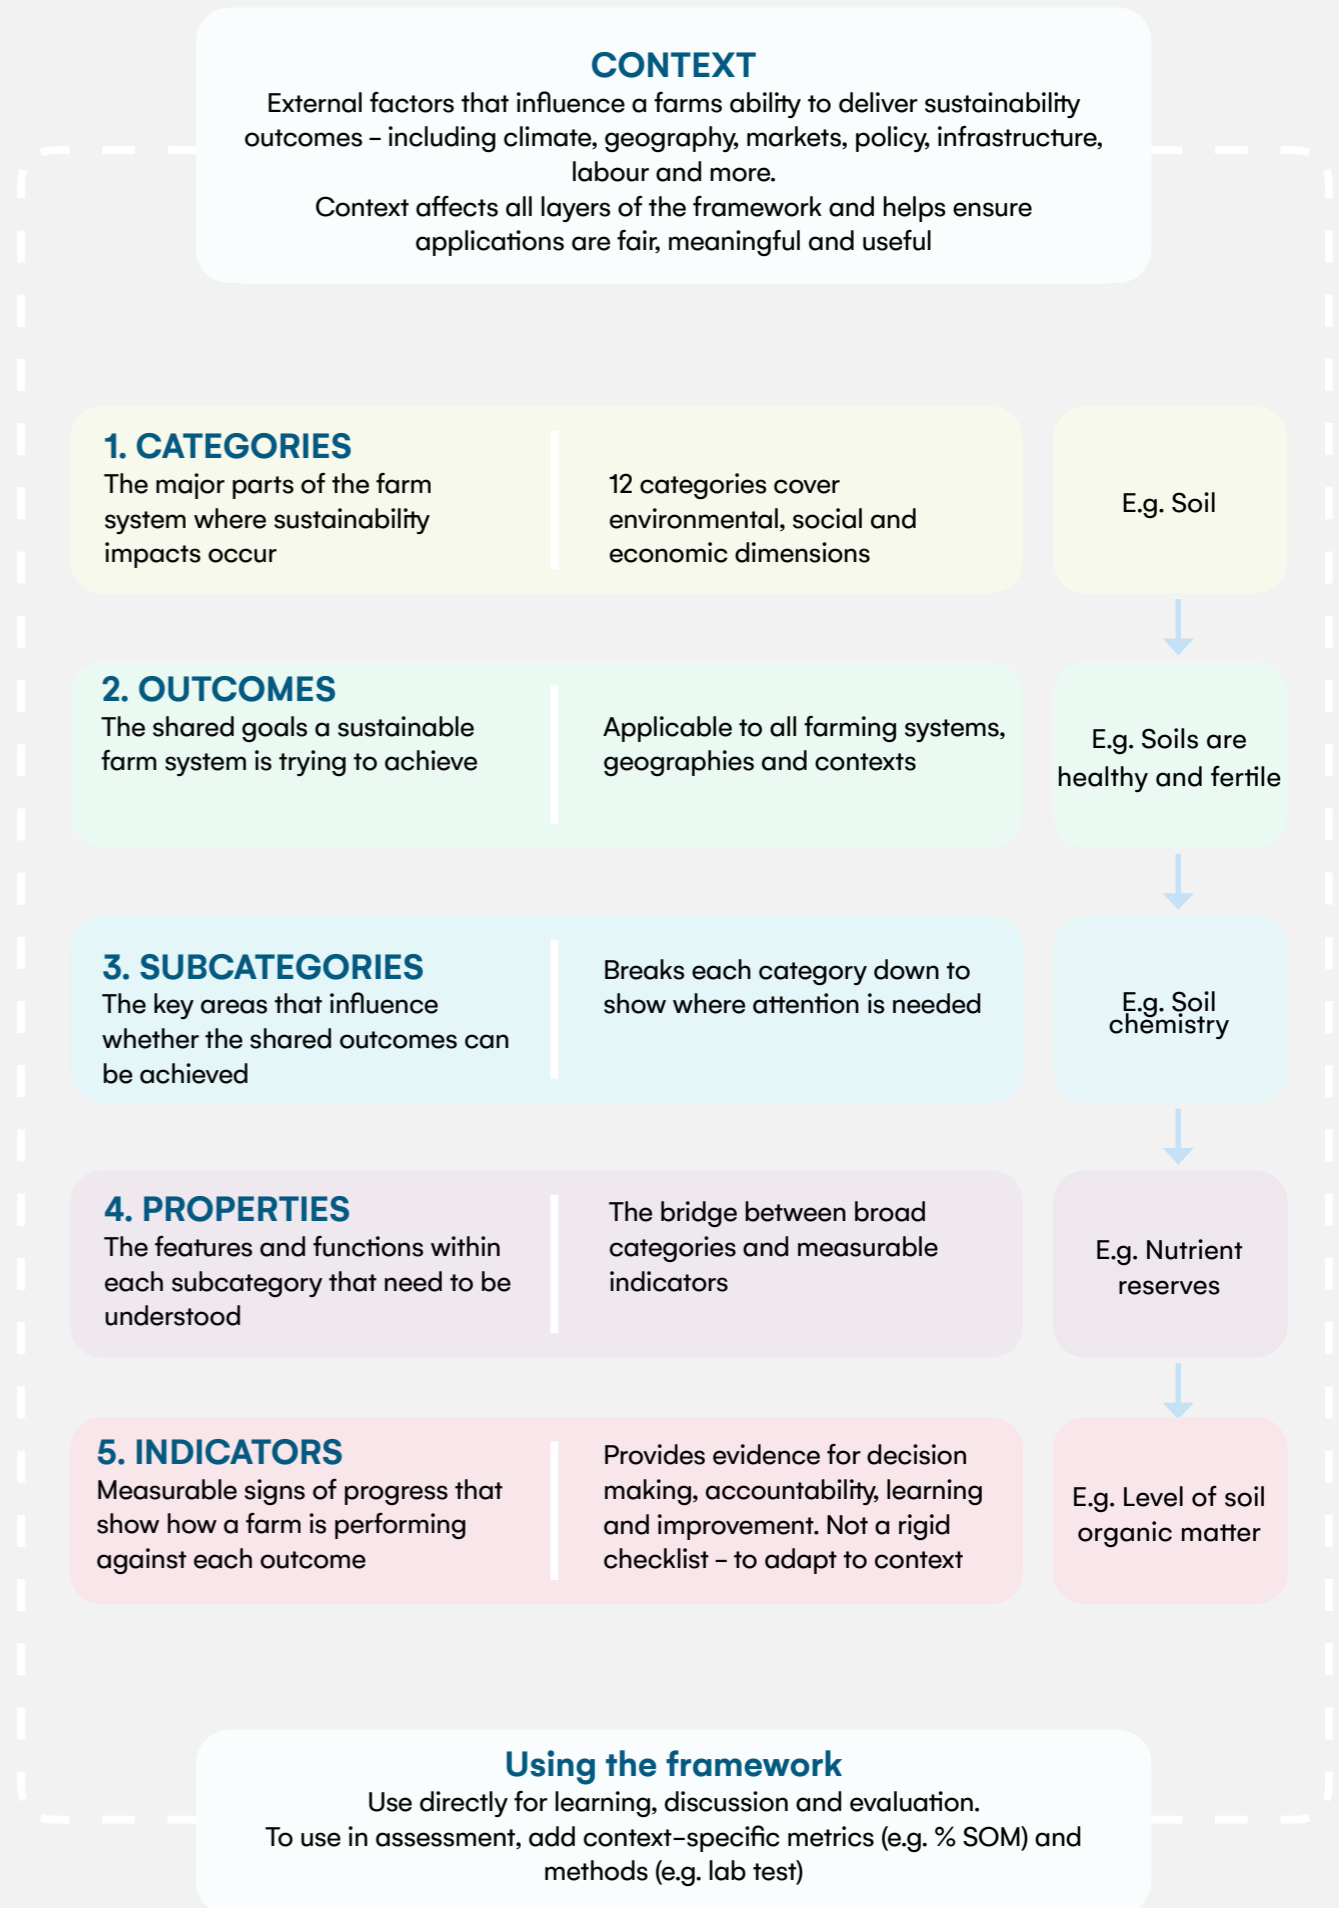 CONTEXT
External factors that influence a farms ability to deliver sustainability
outcomes – including climate, geography, markets, policy, infrastructure,
labour and more.
Context affects all layers of the framework and helps ensure
applications are fair, meaningful and useful
1. CATEGORIES
The major parts of the farm
system where sustainability
impacts occur
12 categories cover
environmental, social and
economic dimensions
E.g. Soil
2. OUTCOMES
The shared goals a sustainable
farm system is trying to achieve
Applicable to all farming systems,
geographies and contexts
E.g. Soils are
healthy and fertile
3. SUBCATEGORIES
The key areas that influence
whether the shared outcomes can
be achieved
Breaks each category down to
show where attention is needed
E.g. Soil
chemistry
4. PROPERTIES
The features and functions within
each subcategory that need to be
understood
The bridge between broad
categories and measurable
indicators
E.g. Nutrient
reserves
5. INDICATORS
Measurable signs of progress that
show how a farm is performing
against each outcome
Provides evidence for decision
making, accountability, learning
and improvement. Not a rigid
checklist – to adapt to context
E.g. Level of soil
organic matter
Using the framework
Use directly for learning, discussion and evaluation.
To use in assessment, add context-specific metrics (e.g. % SOM) and
methods (e.g. lab test)